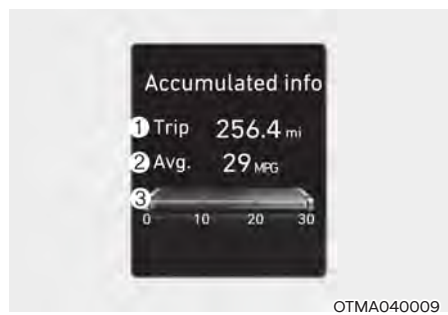 Accumulated info
1 Trip 256.4 mi
2 Avg. 29 MPG
3
0 10 20 30
OTMA040009